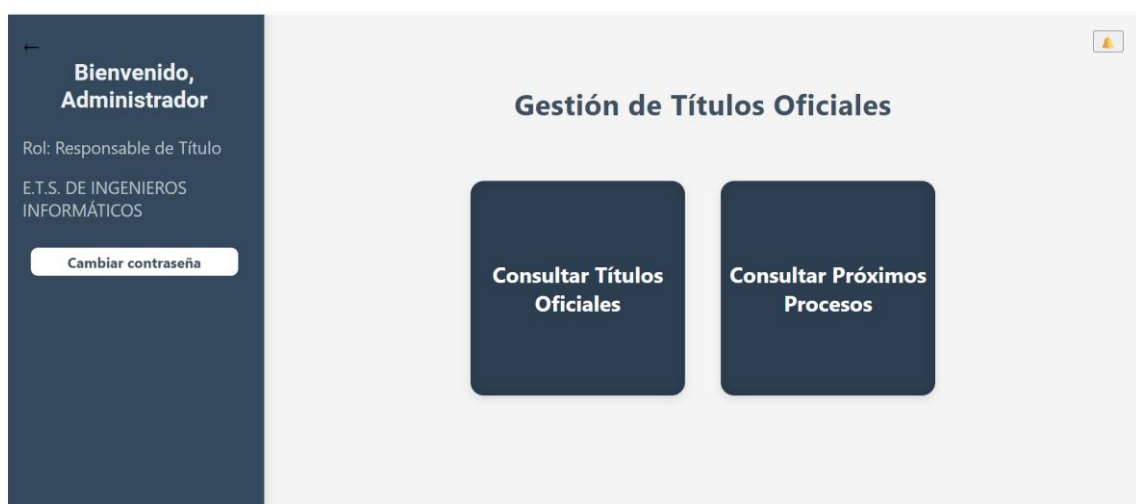 ←
Bienvenido,
Administrador
Rol: Responsable de Título
E.T.S. DE INGENIEROS
INFORMÁTICOS
Cambiar contraseña
Gestión de Títulos Oficiales
Consultar Títulos
Oficiales
Consultar Próximos
Procesos